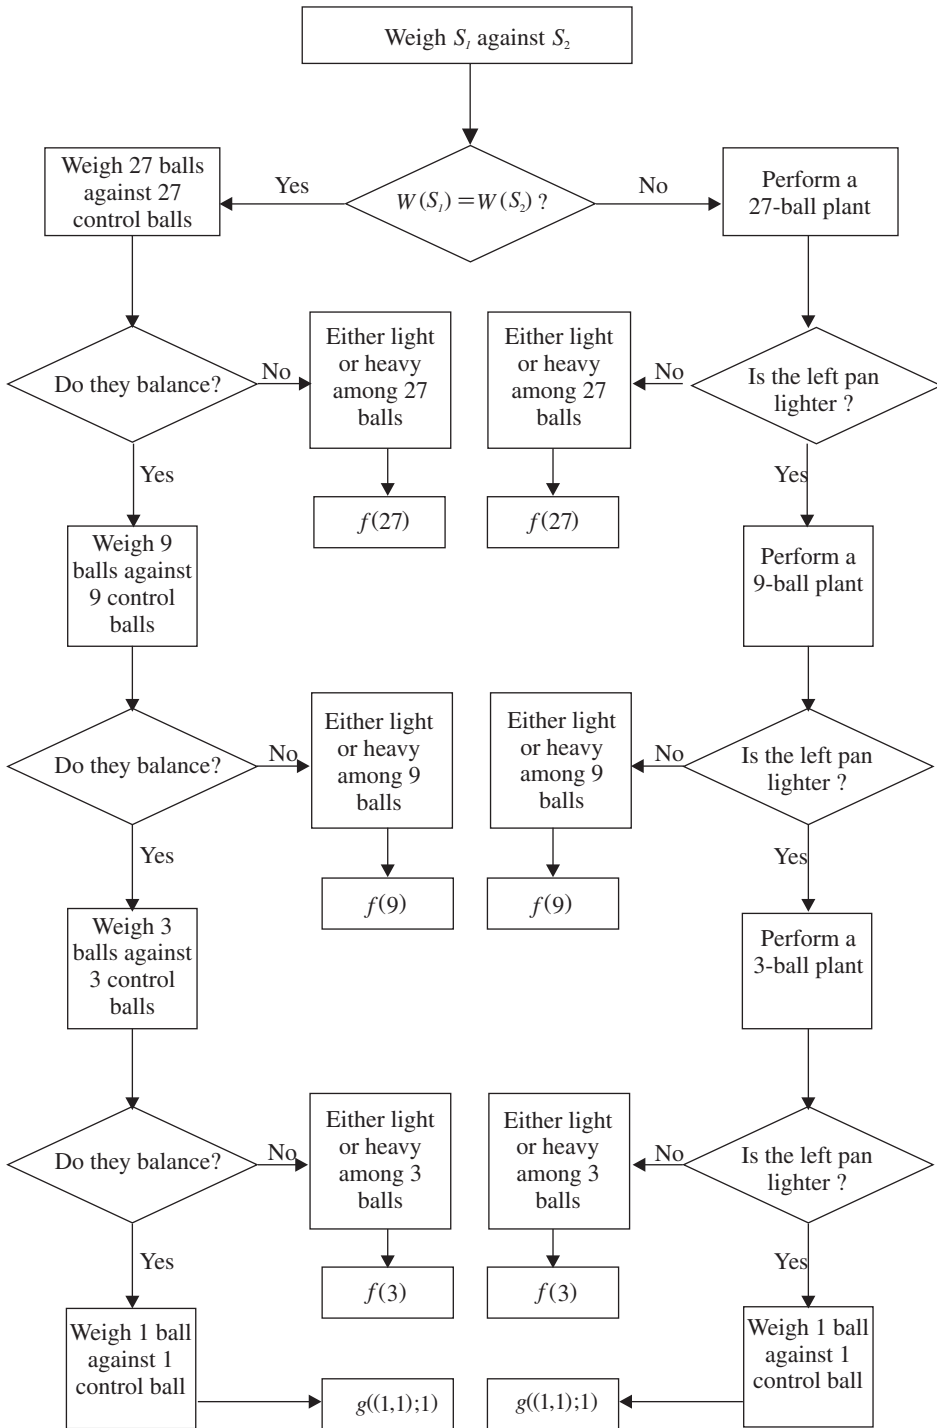 Weigh S₁ against S₂
Weigh 27 balls
against 27
control balls
Yes
W(S₁) = W(S₂) ?
No
Perform a
27-ball plant
Do they balance?
No
Either light
or heavy
among 27
balls
Either light
or heavy
among 27
balls
No
Is the left pan
lighter ?
Yes
f(27)
f(27)
Yes
Weigh 9
balls against
9 control
balls
Perform a
9-ball plant
Do they balance?
No
Either light
or heavy
among 9
balls
Either light
or heavy
among 9
balls
No
Is the left pan
lighter ?
Yes
f(9)
f(9)
Yes
Weigh 3
balls against
3 control
balls
Perform a
3-ball plant
Do they balance?
No
Either light
or heavy
among 3
balls
Either light
or heavy
among 3
balls
No
Is the left pan
lighter ?
Yes
f(3)
f(3)
Yes
Weigh 1 ball
against 1
control ball
g((1,1);1)
g((1,1);1)
Weigh 1 ball
against 1
control ball